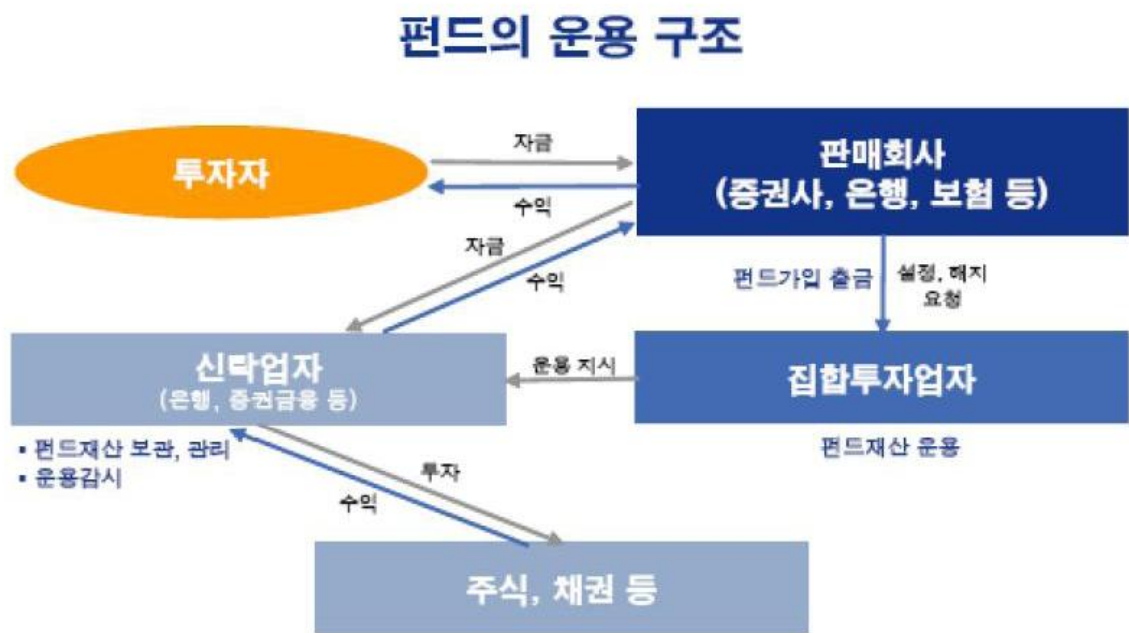 펀드의 운용 구조
투자자
자금
수익
판매회사
(증권사, 은행, 보험 등)
자금
수익
펀드가입 출금
설정, 해지
요청
신탁업자
(은행, 증권금융 등)
운용 지시
집합투자업자
▪ 펀드재산 보관, 관리
▪ 운용감시
펀드재산 운용
투자
수익
주식, 채권 등